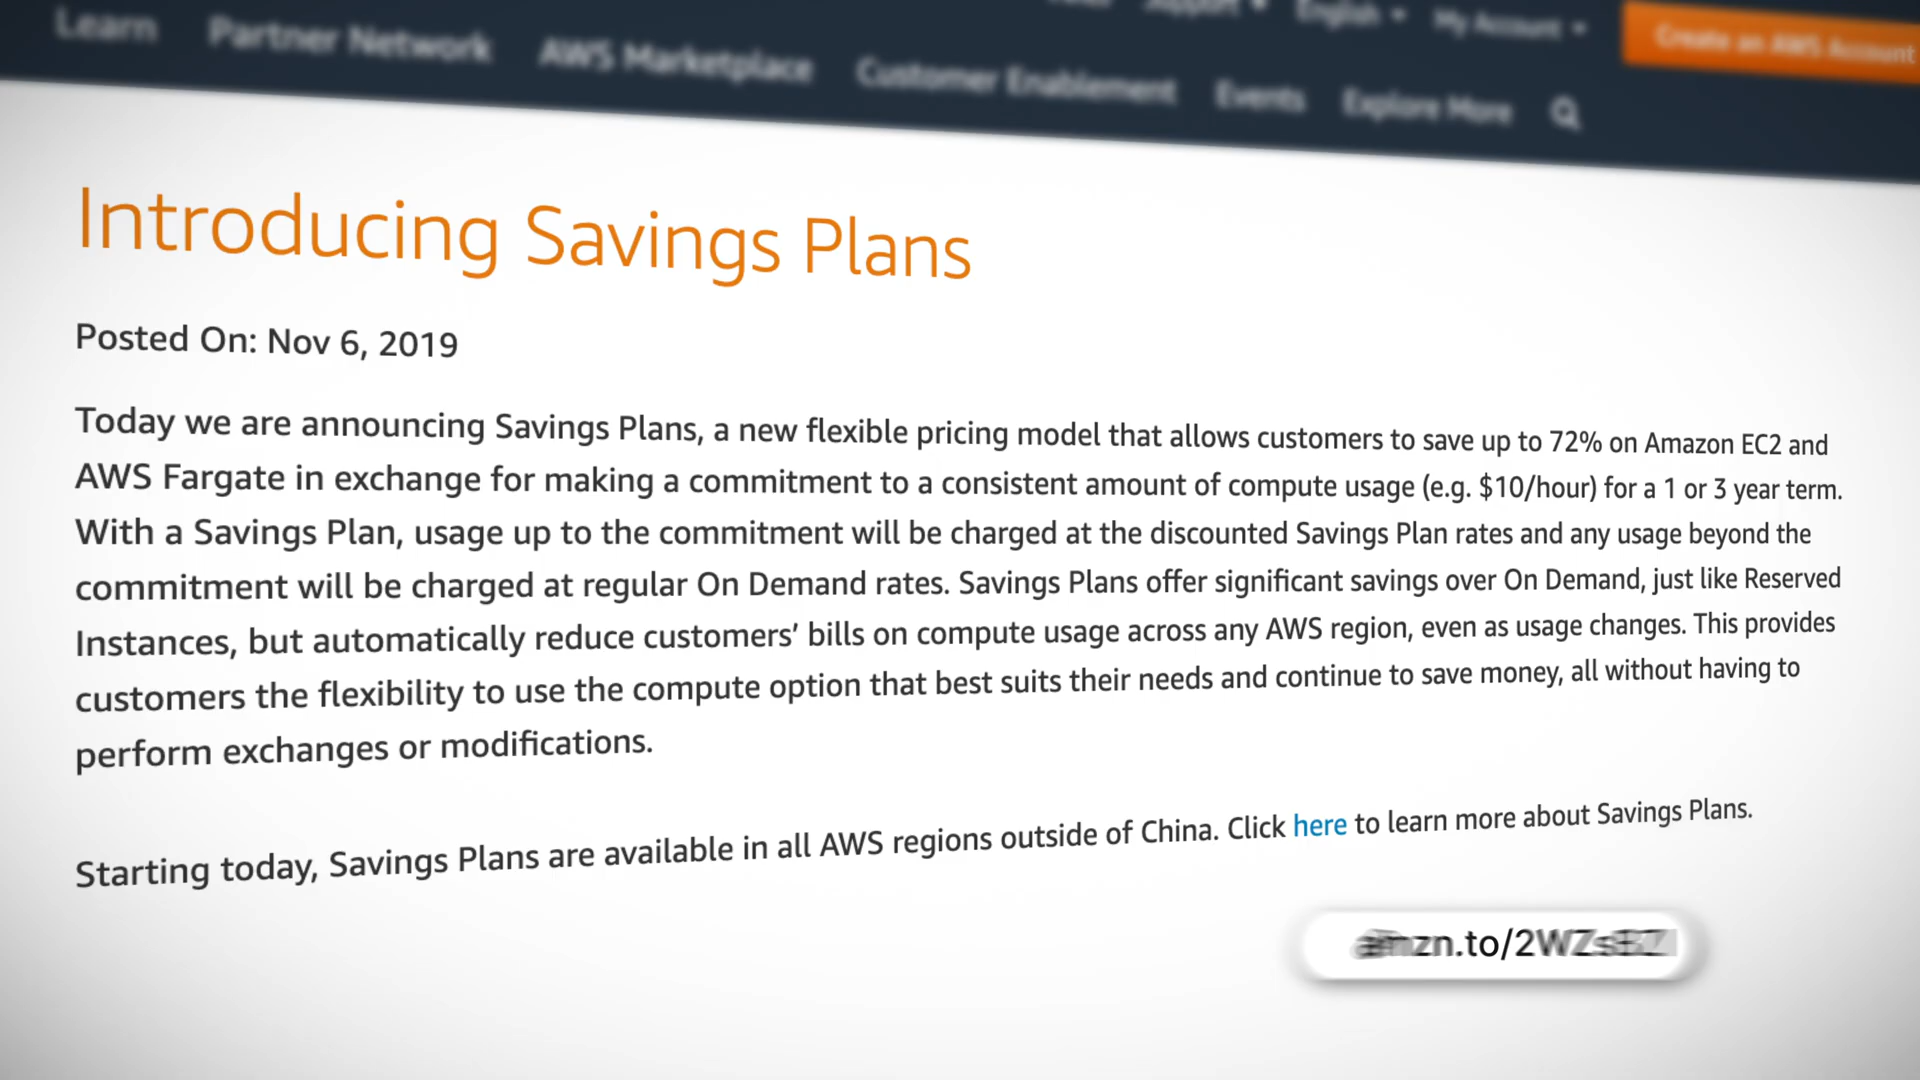 Learn Partner Network AWS Marketplace Customer Enablement Events Explore More
Support English My Account Create an AWS Account
Introducing Savings Plans
Posted On: Nov 6, 2019
Today we are announcing Savings Plans, a new flexible pricing model that allows customers to save up to 72% on Amazon EC2 and
AWS Fargate in exchange for making a commitment to a consistent amount of compute usage (e.g. $10/hour) for a 1 or 3 year term.
With a Savings Plan, usage up to the commitment will be charged at the discounted Savings Plan rates and any usage beyond the
commitment will be charged at regular On Demand rates. Savings Plans offer significant savings over On Demand, just like Reserved
Instances, but automatically reduce customers’ bills on compute usage across any AWS region, even as usage changes. This provides
customers the flexibility to use the compute option that best suits their needs and continue to save money, all without having to
perform exchanges or modifications.
Starting today, Savings Plans are available in all AWS regions outside of China. Click here to learn more about Savings Plans.